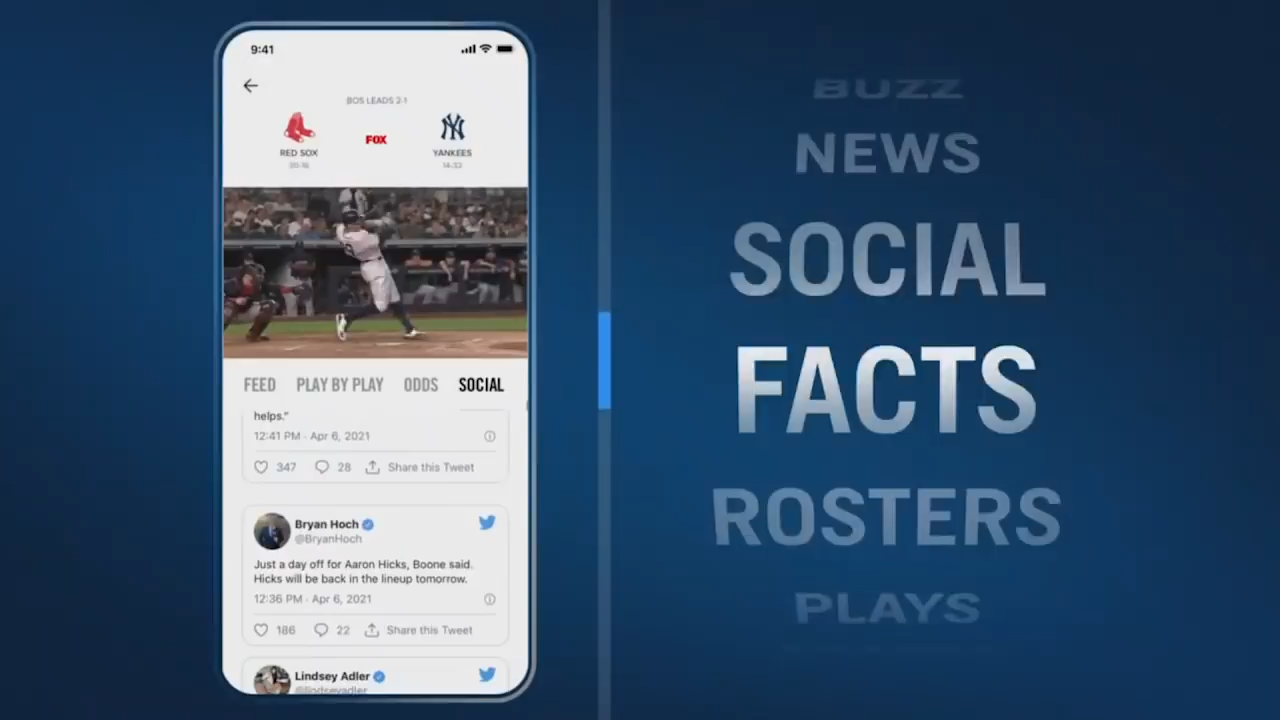 9:41
BOS LEADS 2-1
FOX
RED SOX
YANKEES
14-32
FEED PLAY BY PLAY ODDS SOCIAL
helps."
12:41 PM · Apr 6, 2021
347 28 Share this Tweet
Bryan Hoch
@BryanHoch
Just a day off for Aaron Hicks, Boone said.
Hicks will be back in the lineup tomorrow.
12:36 PM · Apr 6, 2021
186 22 Share this Tweet
Lindsey Adler
@lindseyadler
BUZZ
NEWS
SOCIAL
FACTS
ROSTERS
PLAYS